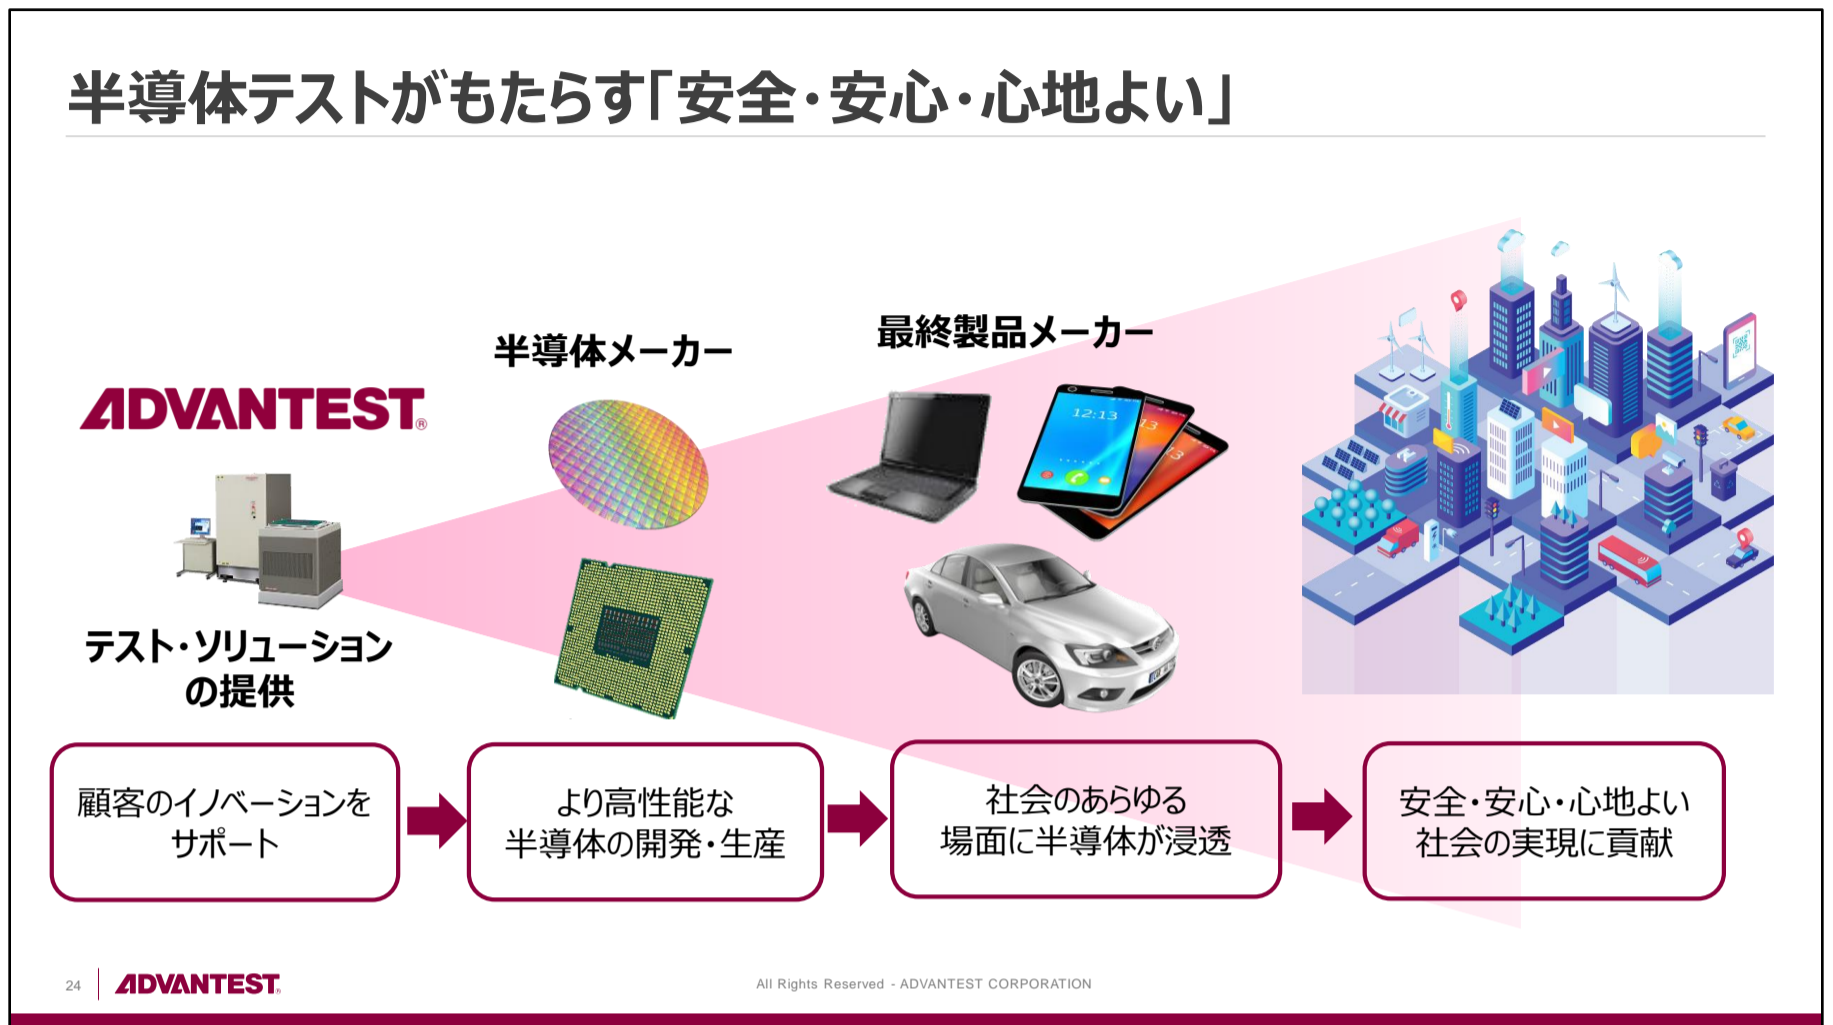 半導体テストがもたらす「安全・安心・心地よい」
半導体メーカー
最終製品メーカー
ADVANTEST®
12:13
13
13
テスト・ソリューション
の提供
顧客のイノベーションを
サポート
より高性能な
半導体の開発・生産
社会のあらゆる
場面に半導体が浸透
安全・安心・心地よい
社会の実現に貢献
24
ADVANTEST
All Rights Reserved - ADVANTEST CORPORATION